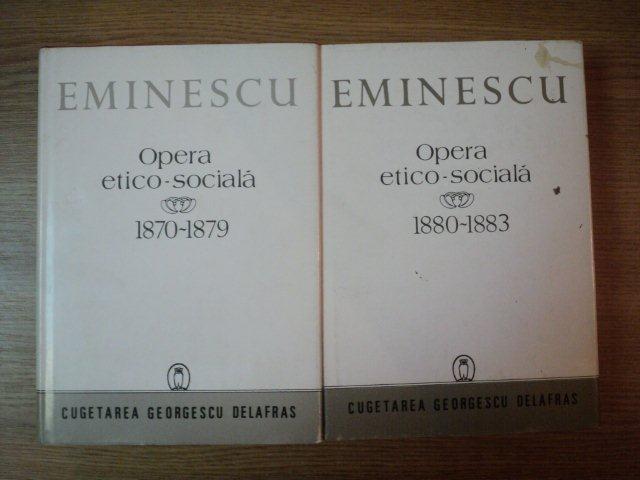 EMINESCU
Opera
etico-socială
1870-1879
CUGETAREA GEORGESCU DELAFRAS
EMINESCU
Opera
etico-socială
1880-1883
CUGETAREA GEORGESCU DELAFRAS